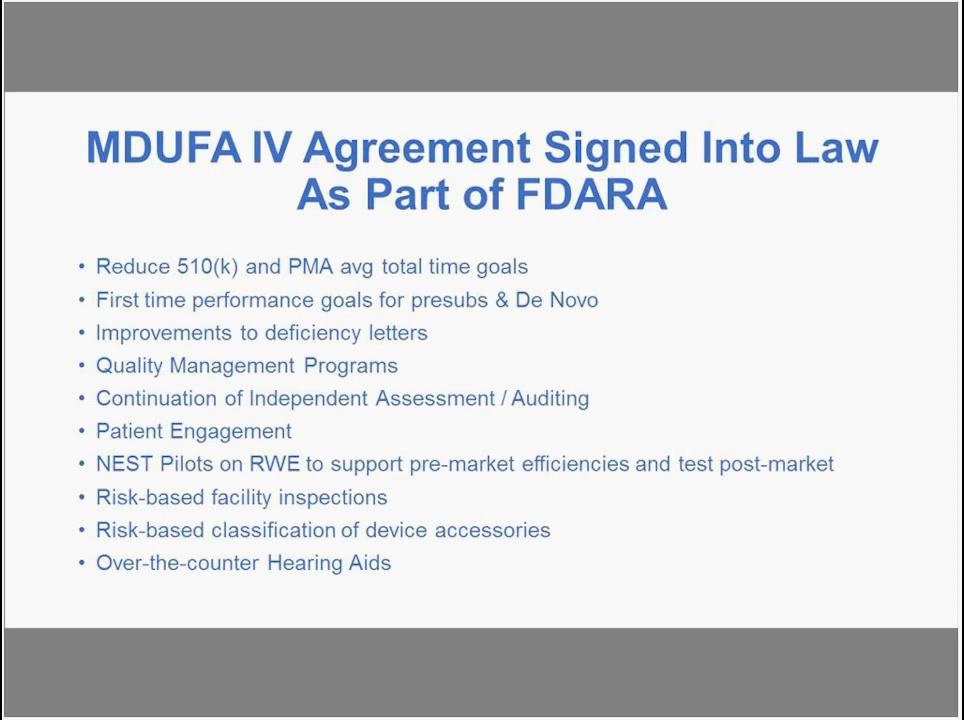 MDUFA IV Agreement Signed Into Law
As Part of FDARA
• Reduce 510(k) and PMA avg total time goals
• First time performance goals for presubs & De Novo
• Improvements to deficiency letters
• Quality Management Programs
• Continuation of Independent Assessment / Auditing
• Patient Engagement
• NEST Pilots on RWE to support pre-market efficiencies and test post-market
• Risk-based facility inspections
• Risk-based classification of device accessories
• Over-the-counter Hearing Aids